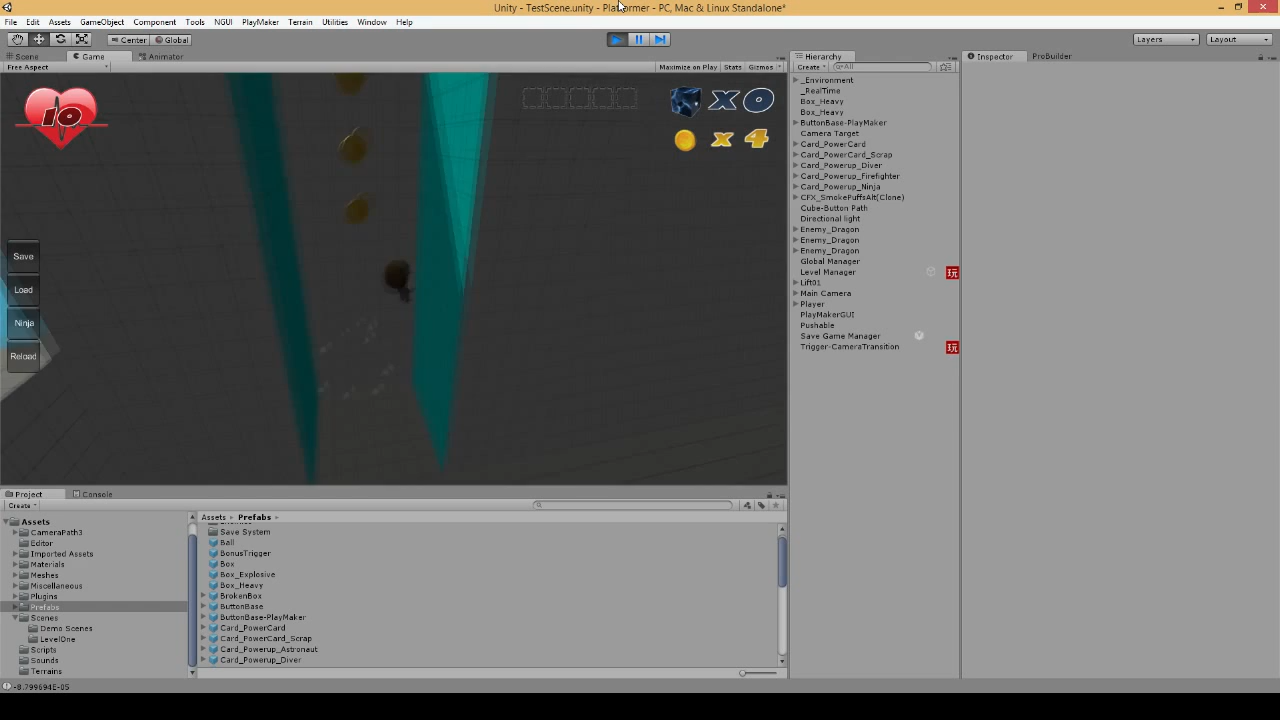 Unity - TestScene.unity - Platformer - PC, Mac & Linux Standalone*
File Edit Assets GameObject Component Tools NGUI PlayMaker Terrain Utilities Window Help
Center Global Layers Layout
Scene Game Animator
Free Aspect Maximize on Play Stats Gizmos
10
x 0
x 4
Save
Load
Ninja
Reload
Hierarchy
Create All
_Environment
_RealTime
Box_Heavy
Box_Heavy
ButtonBase-PlayMaker
Camera Target
Card_PowerCard
Card_PowerCard_Scrap
Card_Powerup_Diver
Card_Powerup_Firefighter
Card_Powerup_Ninja
CFX_SmokePuffsAlt(Clone)
Cube-Button Path
Directional light
Enemy_Dragon
Enemy_Dragon
Enemy_Dragon
Global Manager
Level Manager 玩
Lift01
Main Camera
Player
PlayMakerGUI
Pushable
Save Game Manager
Trigger-CameraTransition 玩
Inspector ProBuilder
Project Console
Create
Assets
CameraPath3
Editor
Imported Assets
Materials
Meshes
Miscellaneous
Plugins
Prefabs
Scenes
Demo Scenes
LevelOne
Scripts
Sounds
Terrains
Assets Prefabs
Save System
Ball
BonusTrigger
Box
Box_Explosive
Box_Heavy
BrokenBox
ButtonBase
ButtonBase-PlayMaker
Card_PowerCard
Card_PowerCard_Scrap
Card_Powerup_Astronaut
Card_Powerup_Diver
-8.799694E-05